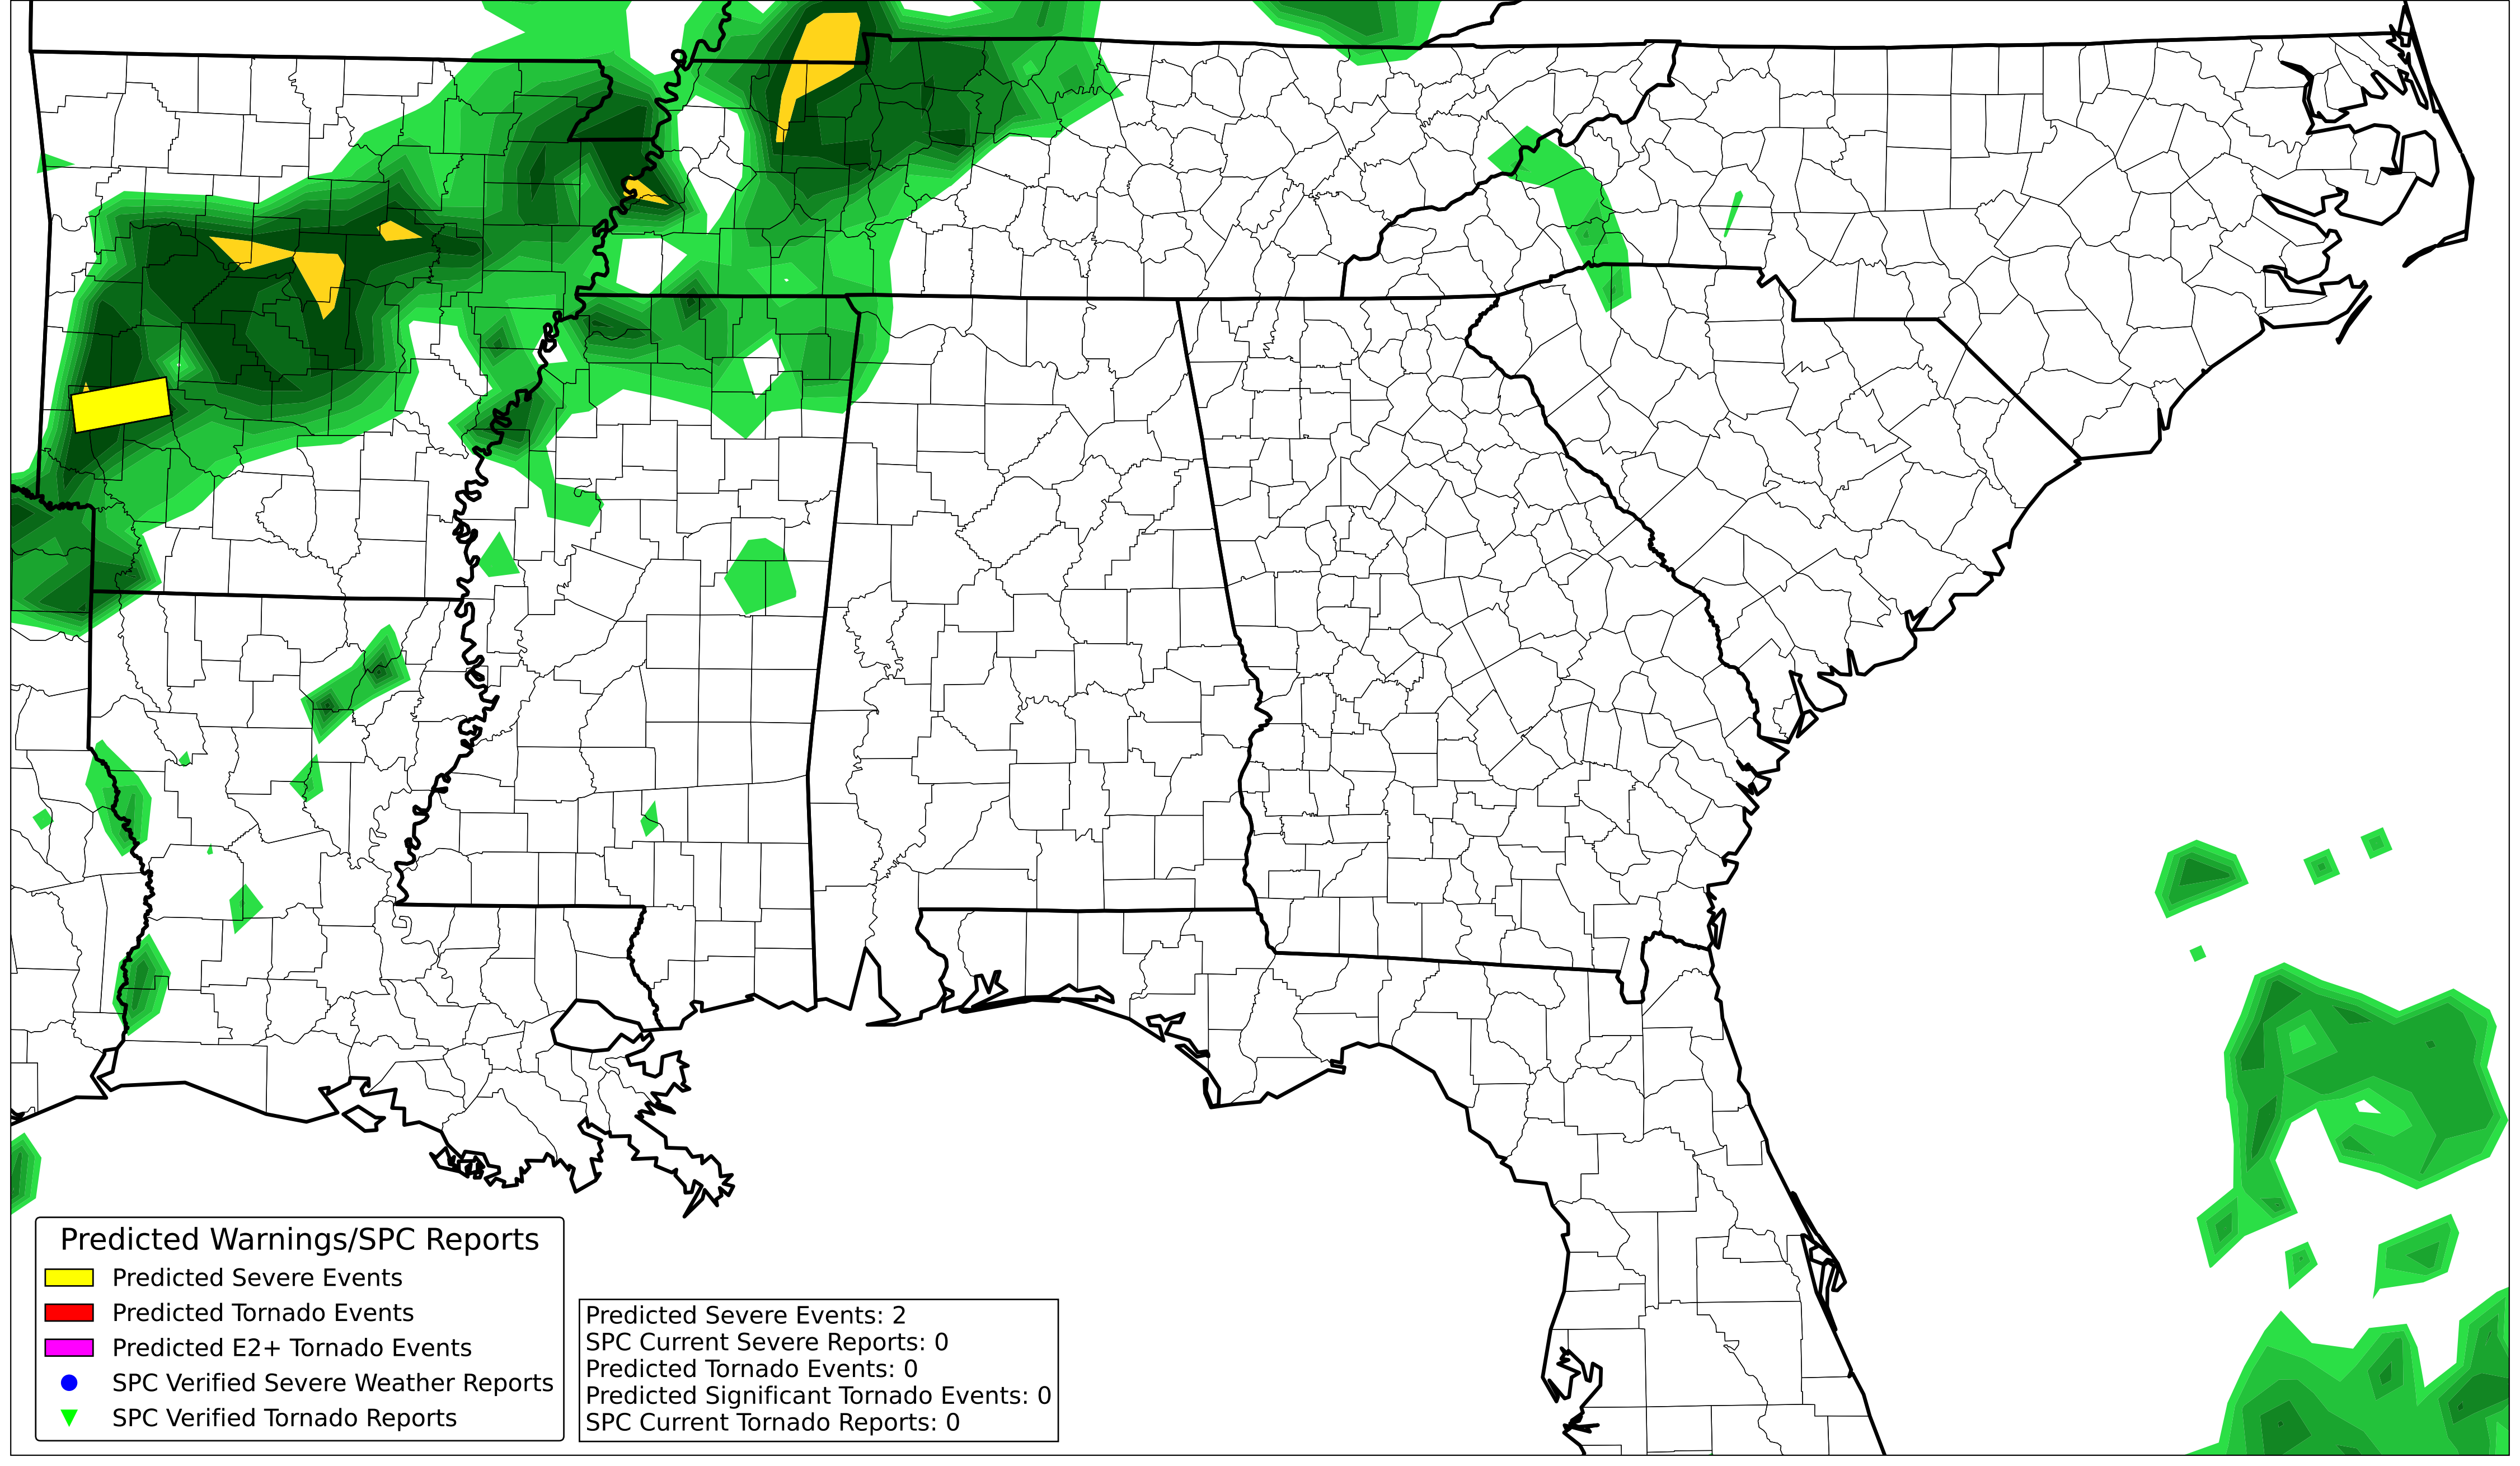 Predicted Warnings/SPC Reports
Predicted Severe Events
Predicted Tornado Events
Predicted E2+ Tornado Events
SPC Verified Severe Weather Reports
SPC Verified Tornado Reports
Predicted Severe Events: 2
SPC Current Severe Reports: 0
Predicted Tornado Events: 0
Predicted Significant Tornado Events: 0
SPC Current Tornado Reports: 0